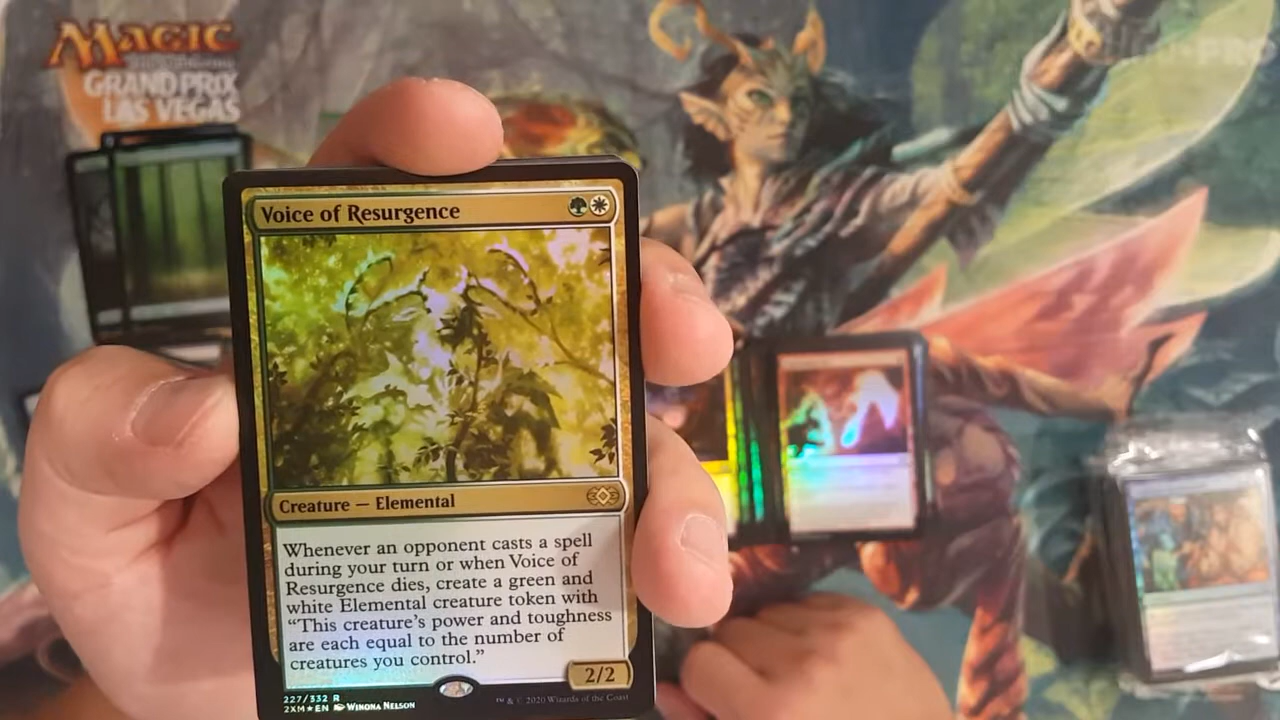 MAGIC
GRAND PRIX
LAS VEGAS
Voice of Resurgence
Creature — Elemental
Whenever an opponent casts a spell
during your turn or when Voice of
Resurgence dies, create a green and
white Elemental creature token with
“This creature’s power and toughness
are each equal to the number of
creatures you control.”
2/2
227/332 R
2XM★EN Winona Nelson
™ & © 2020 Wizards of the Coast